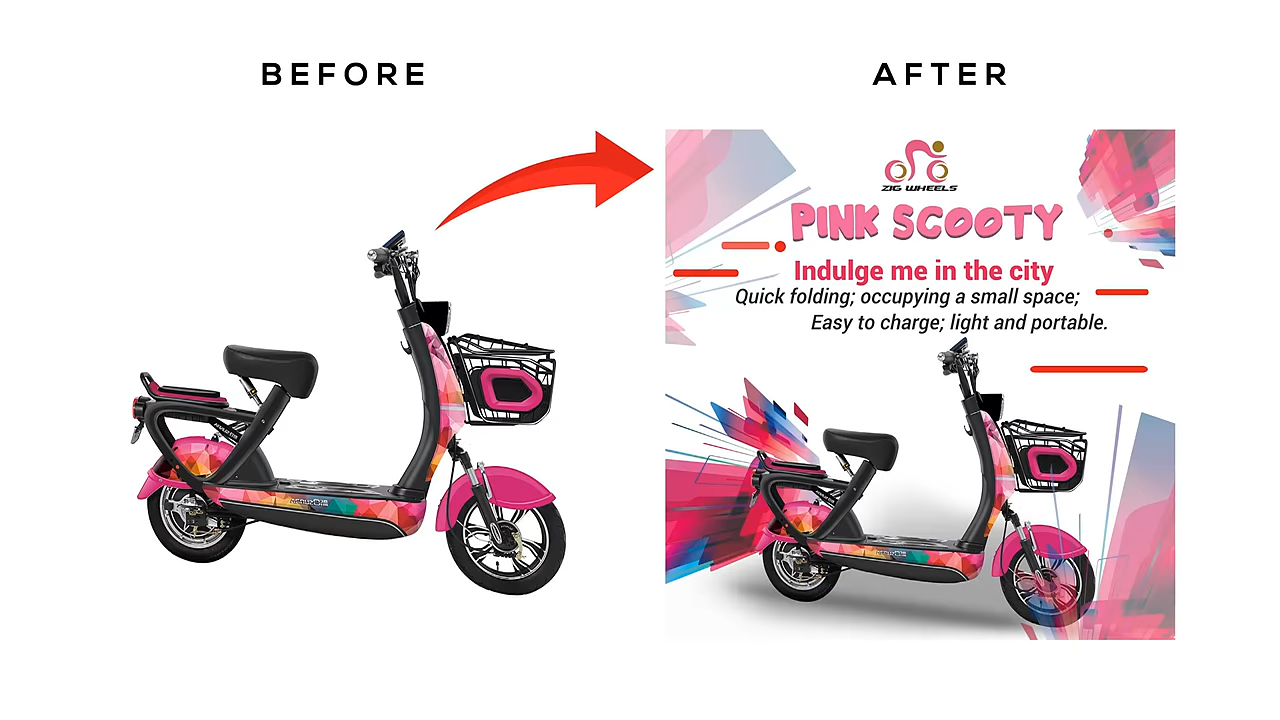 BEFORE
AFTER
ZIG WHEELS
PINK SCOOTY
Indulge me in the city
Quick folding; occupying a small space;
Easy to charge; light and portable.